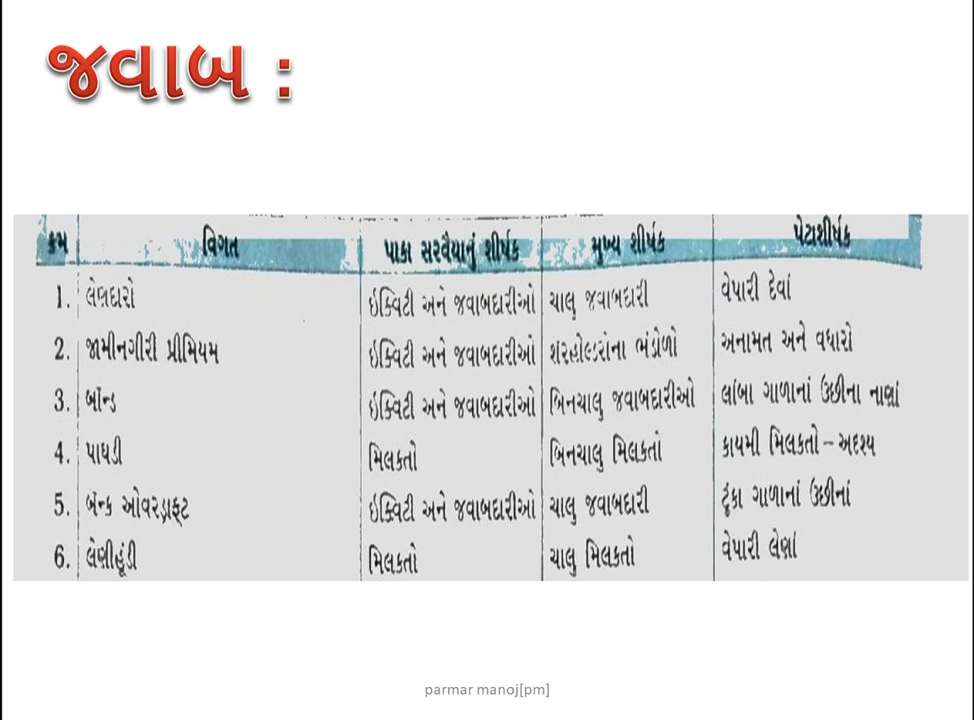 જવાબ :
ક્રમ વિગત પાકા સરવૈયાનું શીર્ષક મુખ્ય શીર્ષક પેટાશીર્ષક
1. લેણદારો ઇક્વિટી અને જવાબદારીઓ ચાલુ જવાબદારી વેપારી દેવાં
2. જામીનગીરી પ્રીમિયમ ઇક્વિટી અને જવાબદારીઓ શેરહોલ્ડરોના ભંડોળો અનામત અને વધારો
3. બૉન્ડ ઇક્વિટી અને જવાબદારીઓ બિનચાલુ જવાબદારીઓ લાંબા ગાળાનાં ઉછીના નાણાં
4. પાઘડી મિલકતો બિનચાલુ મિલકતો કાયમી મિલકતો – અદૃશ્ય
5. બૅન્ક ઓવરડ્રાફ્ટ ઇક્વિટી અને જવાબદારીઓ ચાલુ જવાબદારી ટૂંકા ગાળાનાં ઉછીનાં
6. લેણીહૂંડી મિલકતો ચાલુ મિલકતો વેપારી લેણાં
parmar manoj[pm]